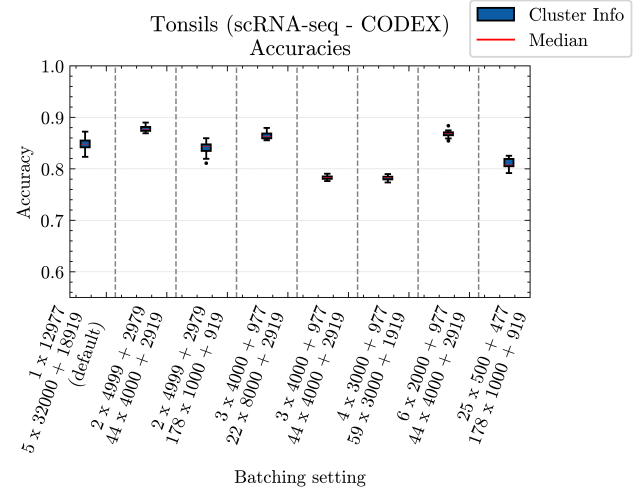 Tonsils (scRNA-seq - CODEX)
Accuracies
Cluster Info
Median
1.0
0.9
0.8
0.7
0.6
Accuracy
1 x 12977
5 x 32000 + 18919
(default)
2 x 4999 + 2979
44 x 4000 + 2919
2 x 4999 + 2979
178 x 1000 + 919
3 x 4000 + 977
22 x 8000 + 2919
3 x 4000 + 977
44 x 4000 + 2919
4 x 3000 + 977
59 x 3000 + 1919
6 x 2000 + 977
44 x 4000 + 2919
25 x 500 + 477
178 x 1000 + 919
Batching setting